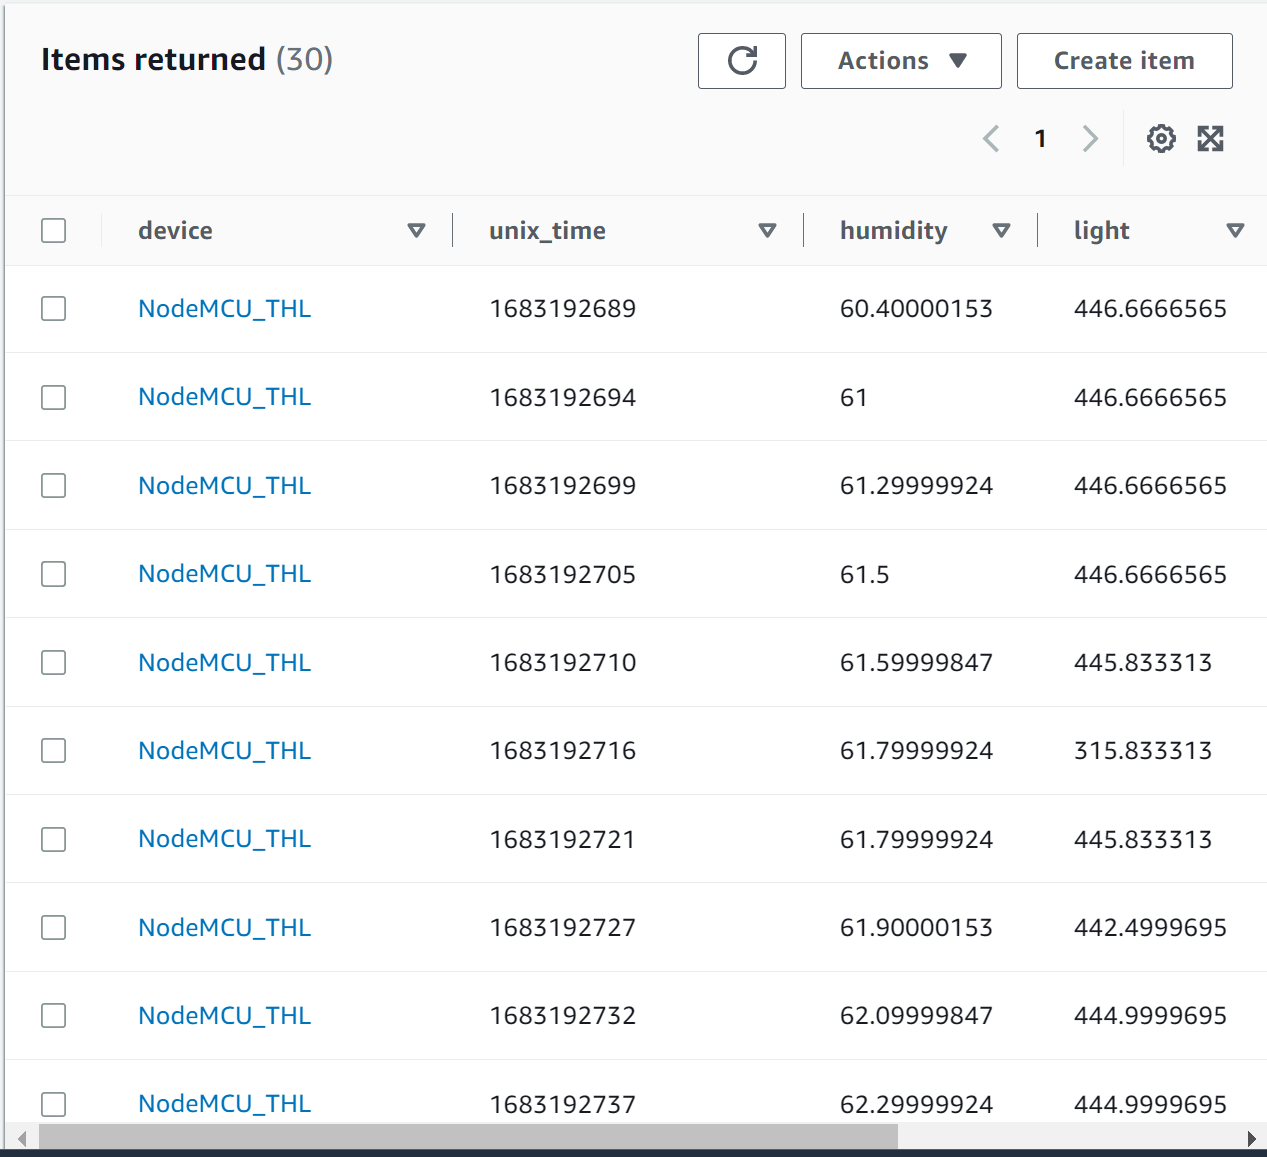 Items returned (30)
Actions
Create item
1
device unix_time humidity light
NodeMCU_THL 1683192689 60.40000153 446.6666565
NodeMCU_THL 1683192694 61 446.6666565
NodeMCU_THL 1683192699 61.29999924 446.6666565
NodeMCU_THL 1683192705 61.5 446.6666565
NodeMCU_THL 1683192710 61.59999847 445.833313
NodeMCU_THL 1683192716 61.79999924 315.833313
NodeMCU_THL 1683192721 61.79999924 445.833313
NodeMCU_THL 1683192727 61.90000153 442.4999695
NodeMCU_THL 1683192732 62.09999847 444.9999695
NodeMCU_THL 1683192737 62.29999924 444.9999695